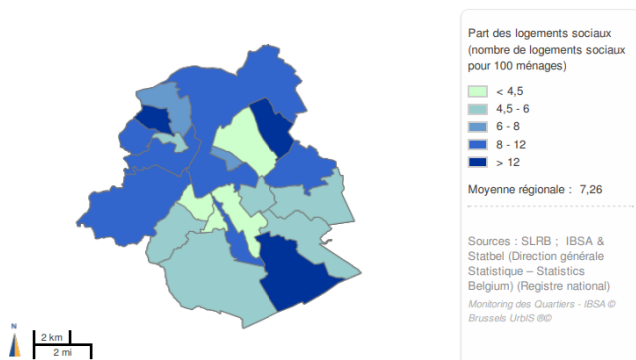 Part des logements sociaux
(nombre de logements sociaux
pour 100 ménages)
< 4,5
4,5 - 6
6 - 8
8 - 12
> 12
Moyenne régionale : 7,26
Sources : SLRB ; IBSA &
Statbel (Direction générale
Statistique – Statistics
Belgium) (Registre national)
Monitoring des Quartiers - IBSA ©
Brussels UrbIS ®©
N
2 km
2 mi